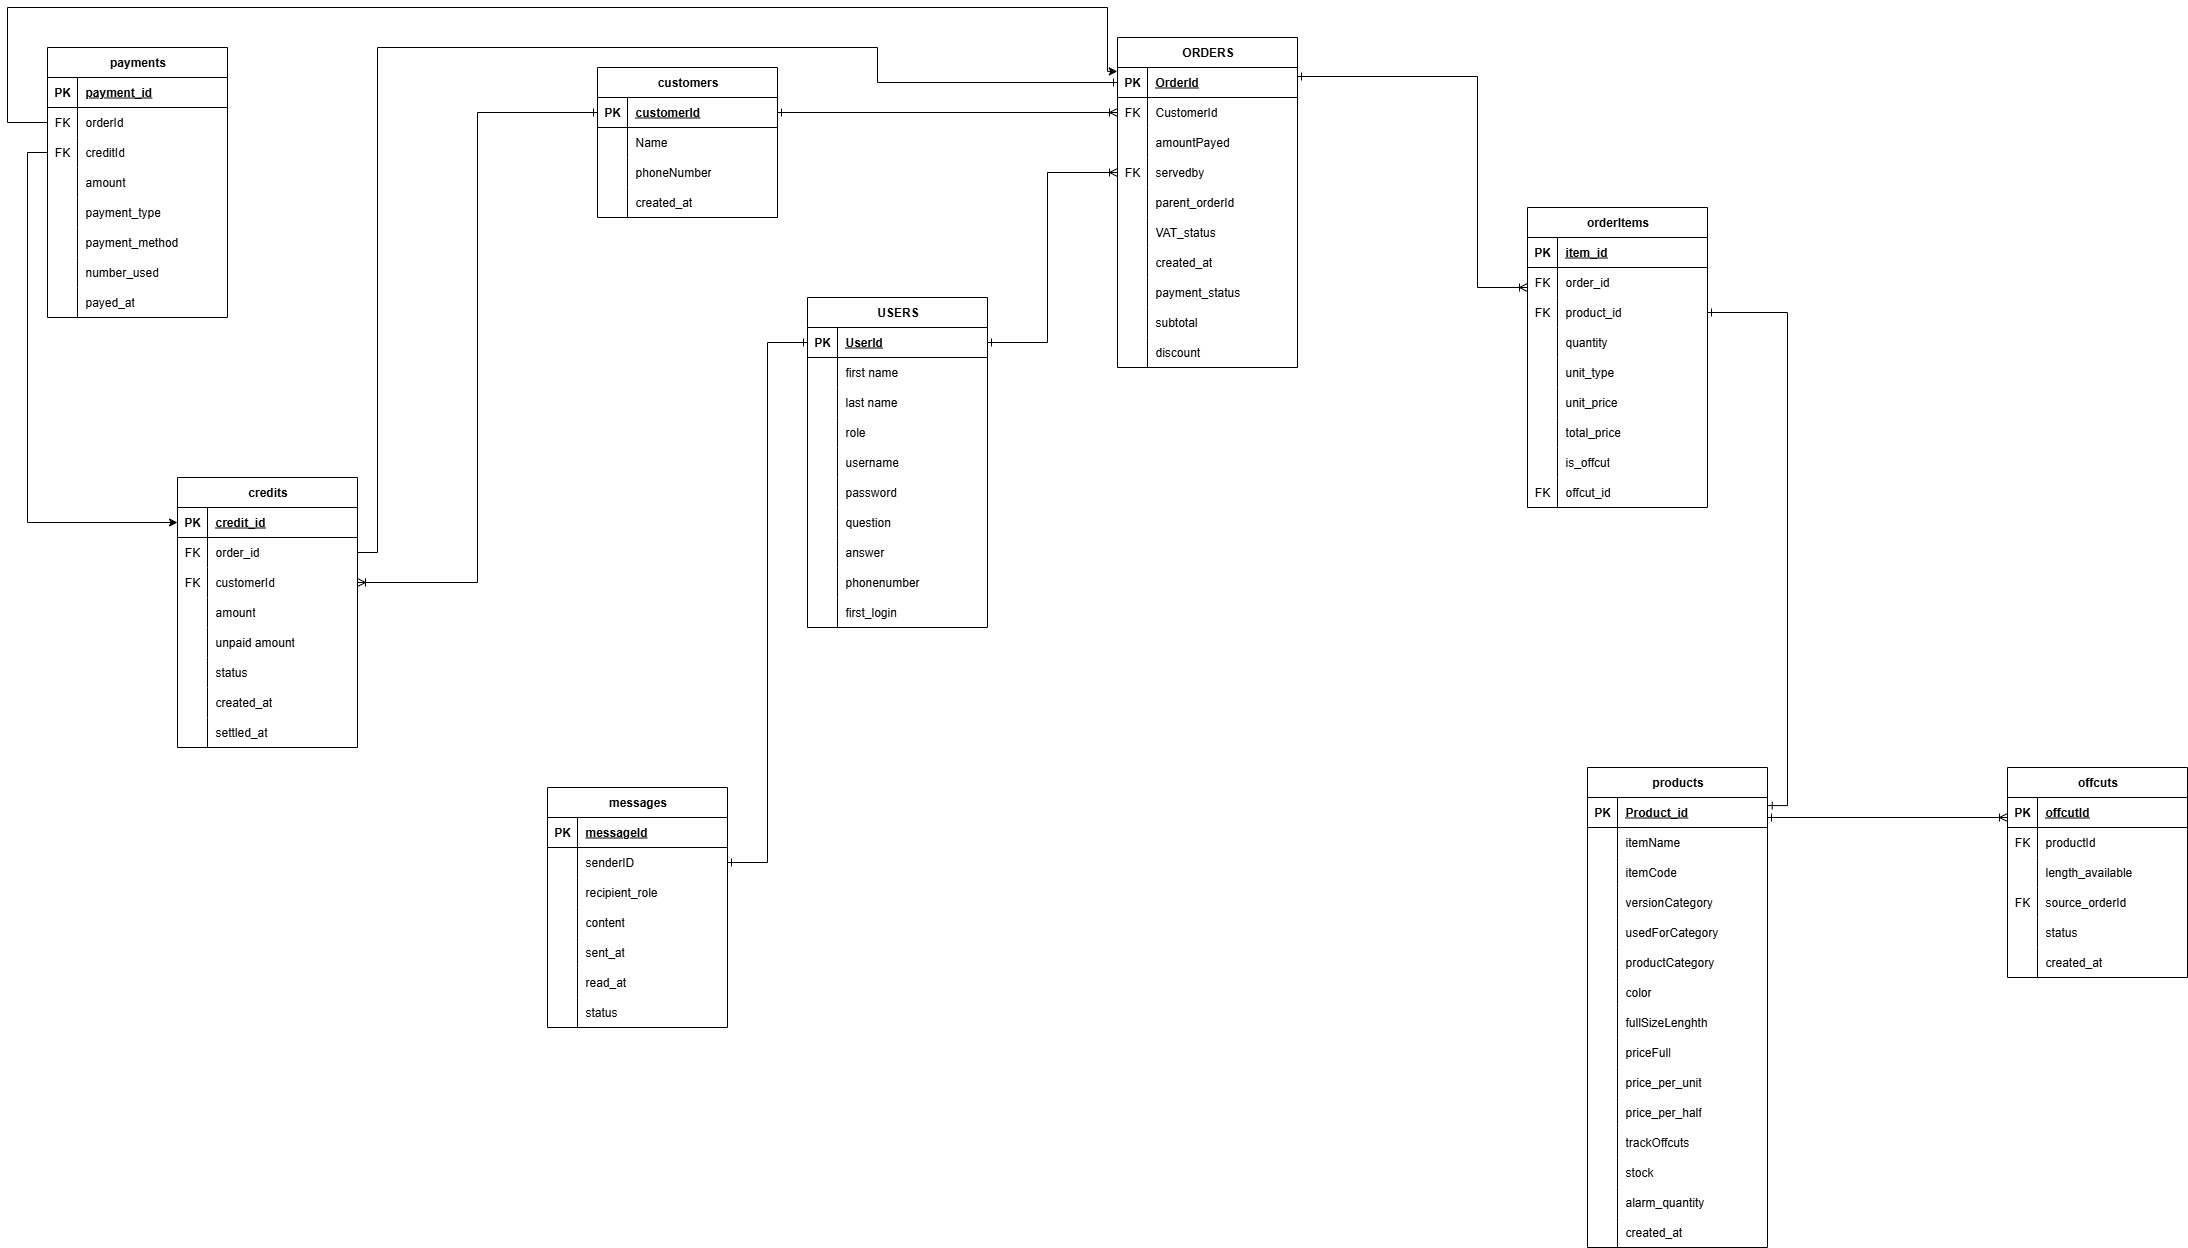 payments
PK payment_id
FK orderId
FK creditId
amount
payment_type
payment_method
number_used
payed_at
customers
PK customerId
Name
phoneNumber
created_at
ORDERS
PK OrderId
FK CustomerId
amountPayed
FK servedby
parent_orderId
VAT_status
created_at
payment_status
subtotal
discount
orderItems
PK item_id
FK order_id
FK product_id
quantity
unit_type
unit_price
total_price
is_offcut
FK offcut_id
USERS
PK UserId
first name
last name
role
username
password
question
answer
phonenumber
first_login
credits
PK credit_id
FK order_id
FK customerId
amount
unpaid amount
status
created_at
settled_at
messages
PK messageId
senderID
recipient_role
content
sent_at
read_at
status
products
PK Product_id
itemName
itemCode
versionCategory
usedForCategory
productCategory
color
fullSizeLenghth
priceFull
price_per_unit
price_per_half
trackOffcuts
stock
alarm_quantity
created_at
offcuts
PK offcutId
FK productId
length_available
FK source_orderId
status
created_at